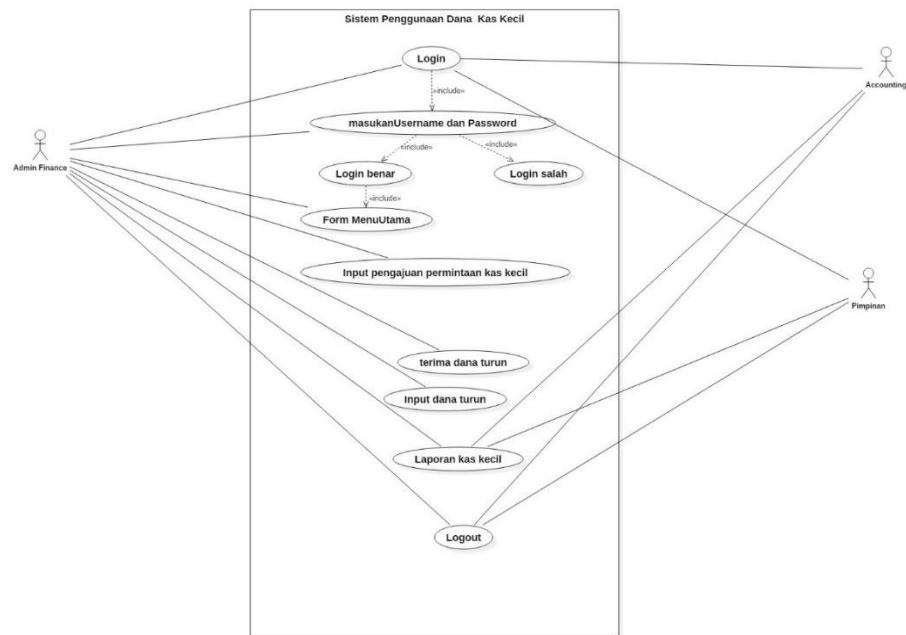 Sistem Penggunaan Dana Kas Kecil
Login
Accounting
«include»
masukanUsername dan Password
Admin Finance
«include»
«include»
Login benar
Login salah
«include»
Form MenuUtama
Input pengajuan permintaan kas kecil
Pimpinan
terima dana turun
Input dana turun
Laporan kas kecil
Logout